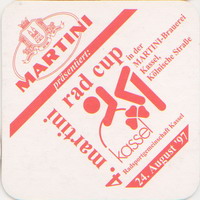 MARTINI
präsentiert:
4. martini rad cup
in der
MARTINI-Brauerei
Kassel,
Kölnische Straße
kassel
Radsportgemeinschaft Kassel
24. August '97